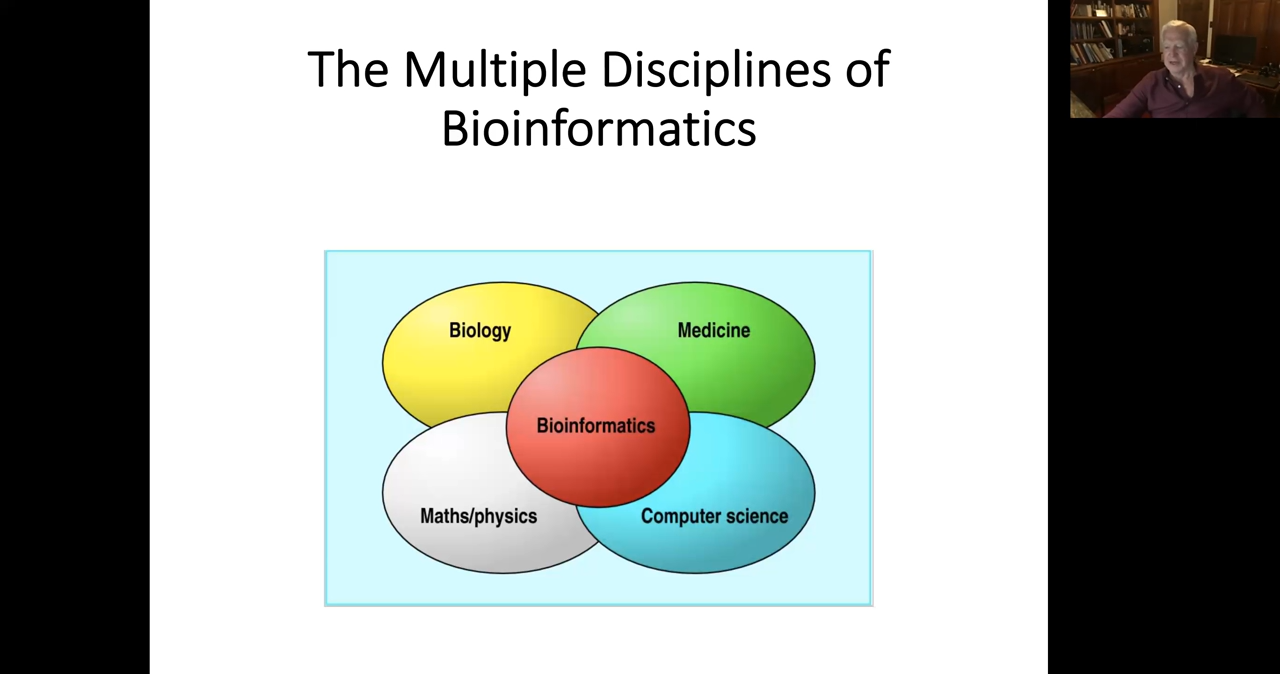 The Multiple Disciplines of
Bioinformatics
Biology
Medicine
Bioinformatics
Maths/physics
Computer science